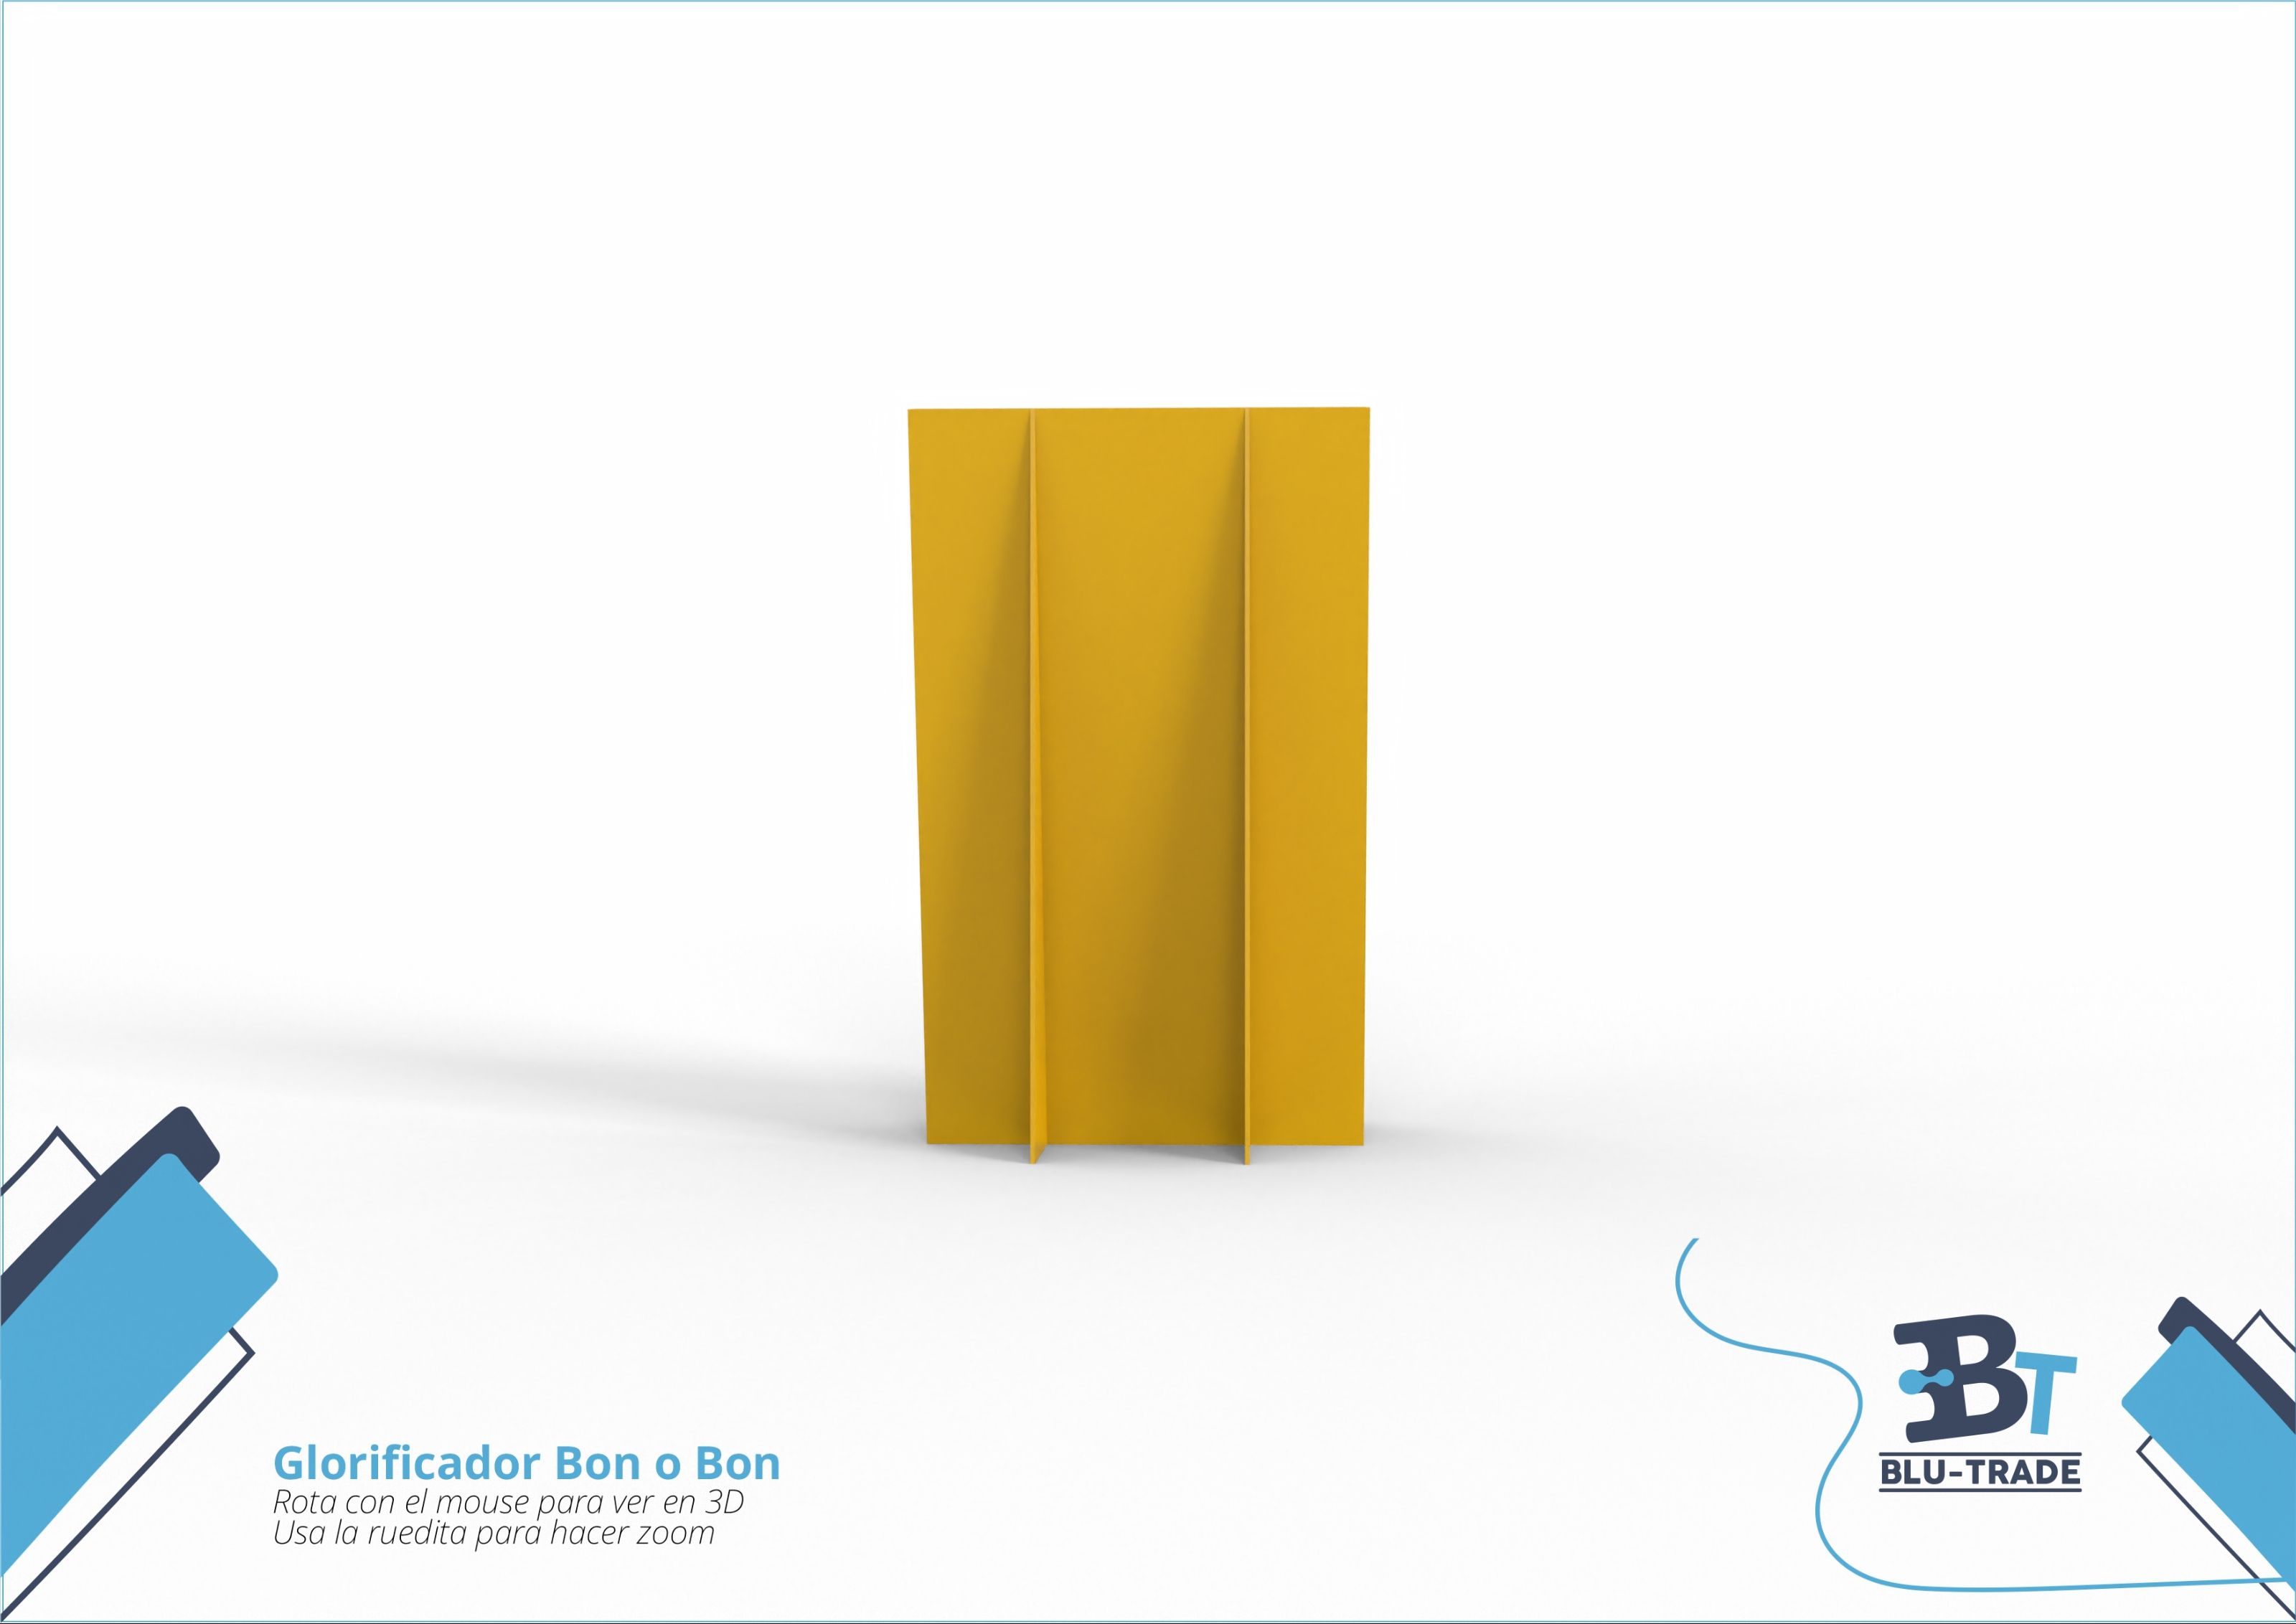 Glorificador Bon o Bon
Rota con el mouse para ver en 3D
Usa la ruedita para hacer zoom
BT
BLU-TRADE